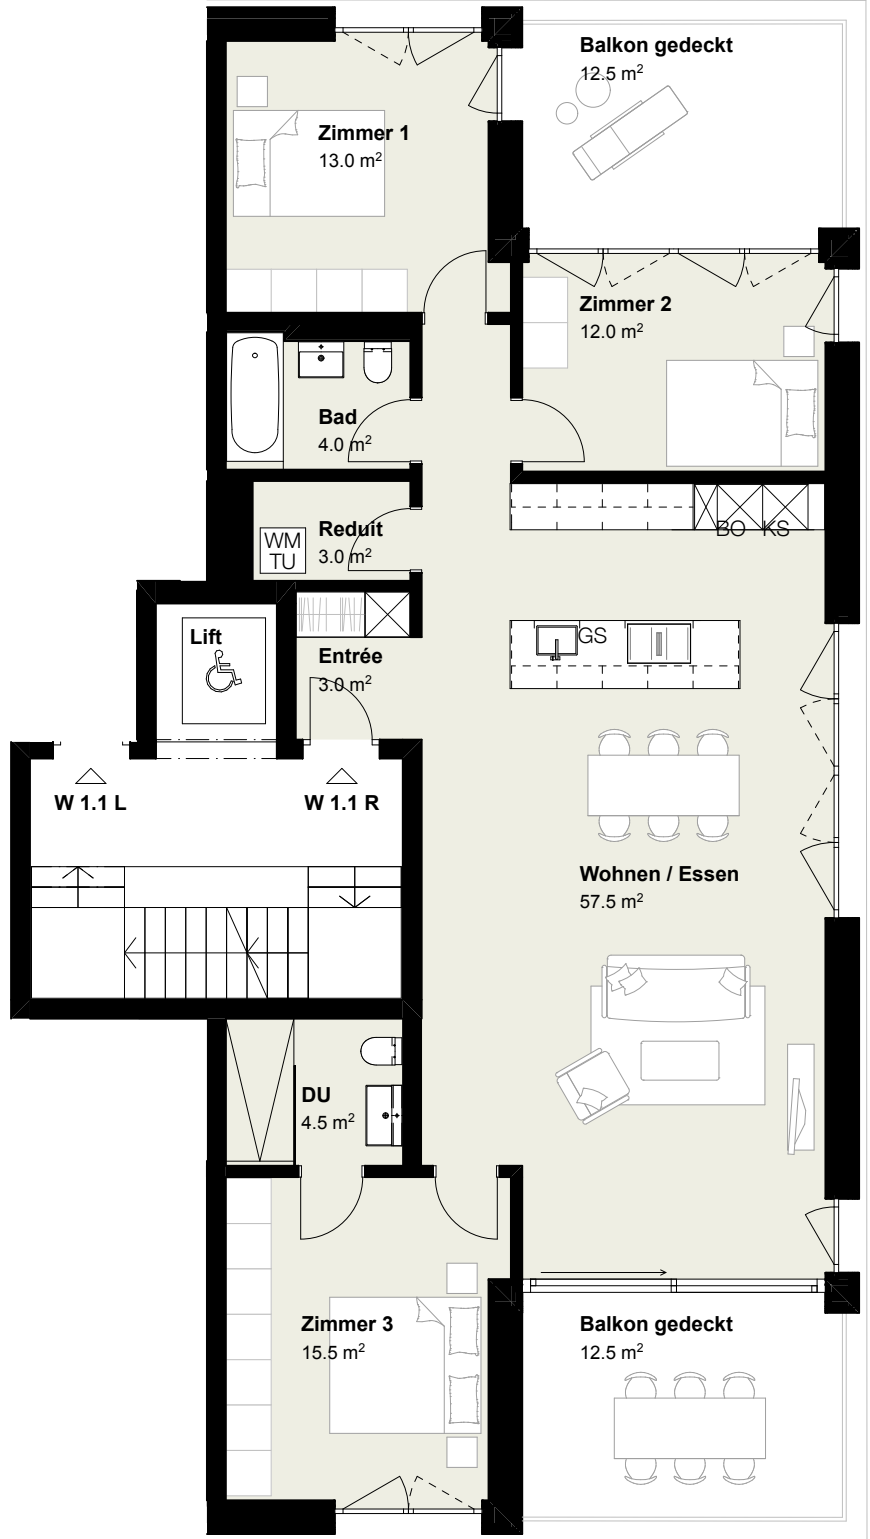 Balkon gedeckt
12.5 m²
Zimmer 1
13.0 m²
Zimmer 2
12.0 m²
Bad
4.0 m²
Reduit
3.0 m²
WM
TU
BO KS
Lift
GS
Entrée
3.0 m²
W 1.1 L
W 1.1 R
Wohnen / Essen
57.5 m²
DU
4.5 m²
Zimmer 3
15.5 m²
Balkon gedeckt
12.5 m²